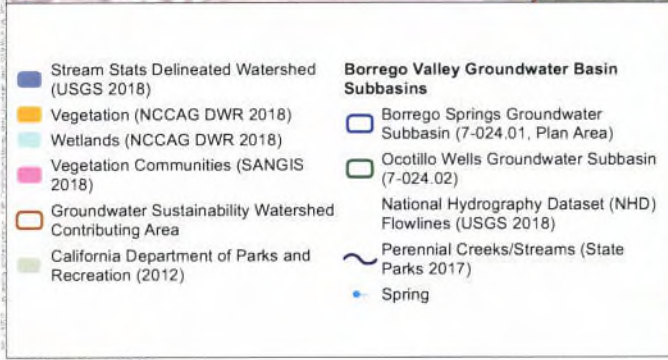 Stream Stats Delineated Watershed
(USGS 2018)
Vegetation (NCCAG DWR 2018)
Wetlands (NCCAG DWR 2018)
Vegetation Communities (SANGIS
2018)
Groundwater Sustainability Watershed
Contributing Area
California Department of Parks and
Recreation (2012)
Borrego Valley Groundwater Basin
Subbasins
Borrego Springs Groundwater
Subbasin (7-024.01, Plan Area)
Ocotillo Wells Groundwater Subbasin
(7-024.02)
National Hydrography Dataset (NHD)
Flowlines (USGS 2018)
Perennial Creeks/Streams (State
Parks 2017)
Spring